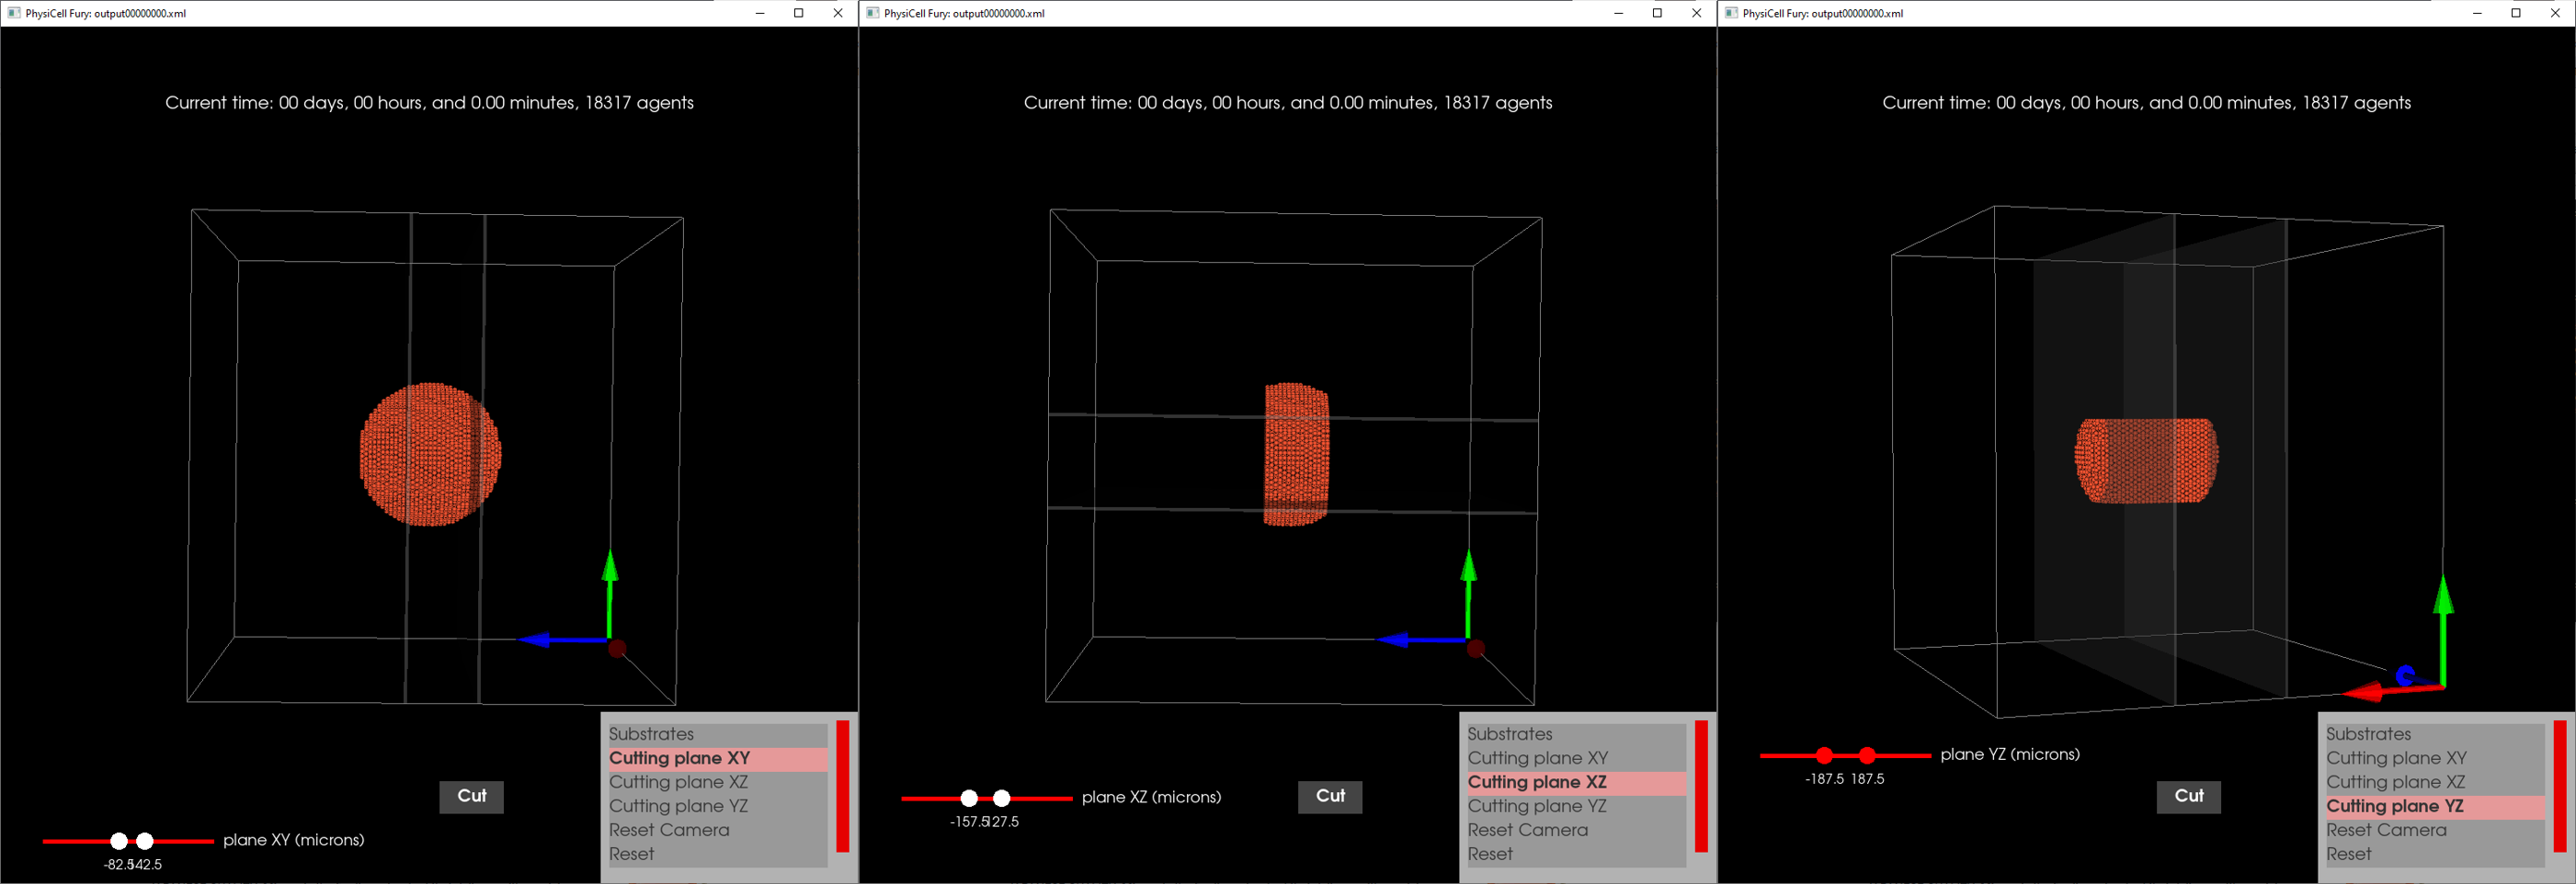 PhysiCell Fury: output00000000.xml
Current time: 00 days, 00 hours, and 0.00 minutes, 18317 agents
Substrates
Cutting plane XY
Cutting plane XZ
Cutting plane YZ
Reset Camera
Reset
Cut
plane XY (microns)
-82.5
142.5
PhysiCell Fury: output00000000.xml
Current time: 00 days, 00 hours, and 0.00 minutes, 18317 agents
Substrates
Cutting plane XY
Cutting plane XZ
Cutting plane YZ
Reset Camera
Reset
plane XZ (microns)
Cut
-157.5
127.5
PhysiCell Fury: output00000000.xml
Current time: 00 days, 00 hours, and 0.00 minutes, 18317 agents
Substrates
Cutting plane XY
Cutting plane XZ
Cutting plane YZ
Reset Camera
Reset
plane YZ (microns)
-187.5 187.5
Cut